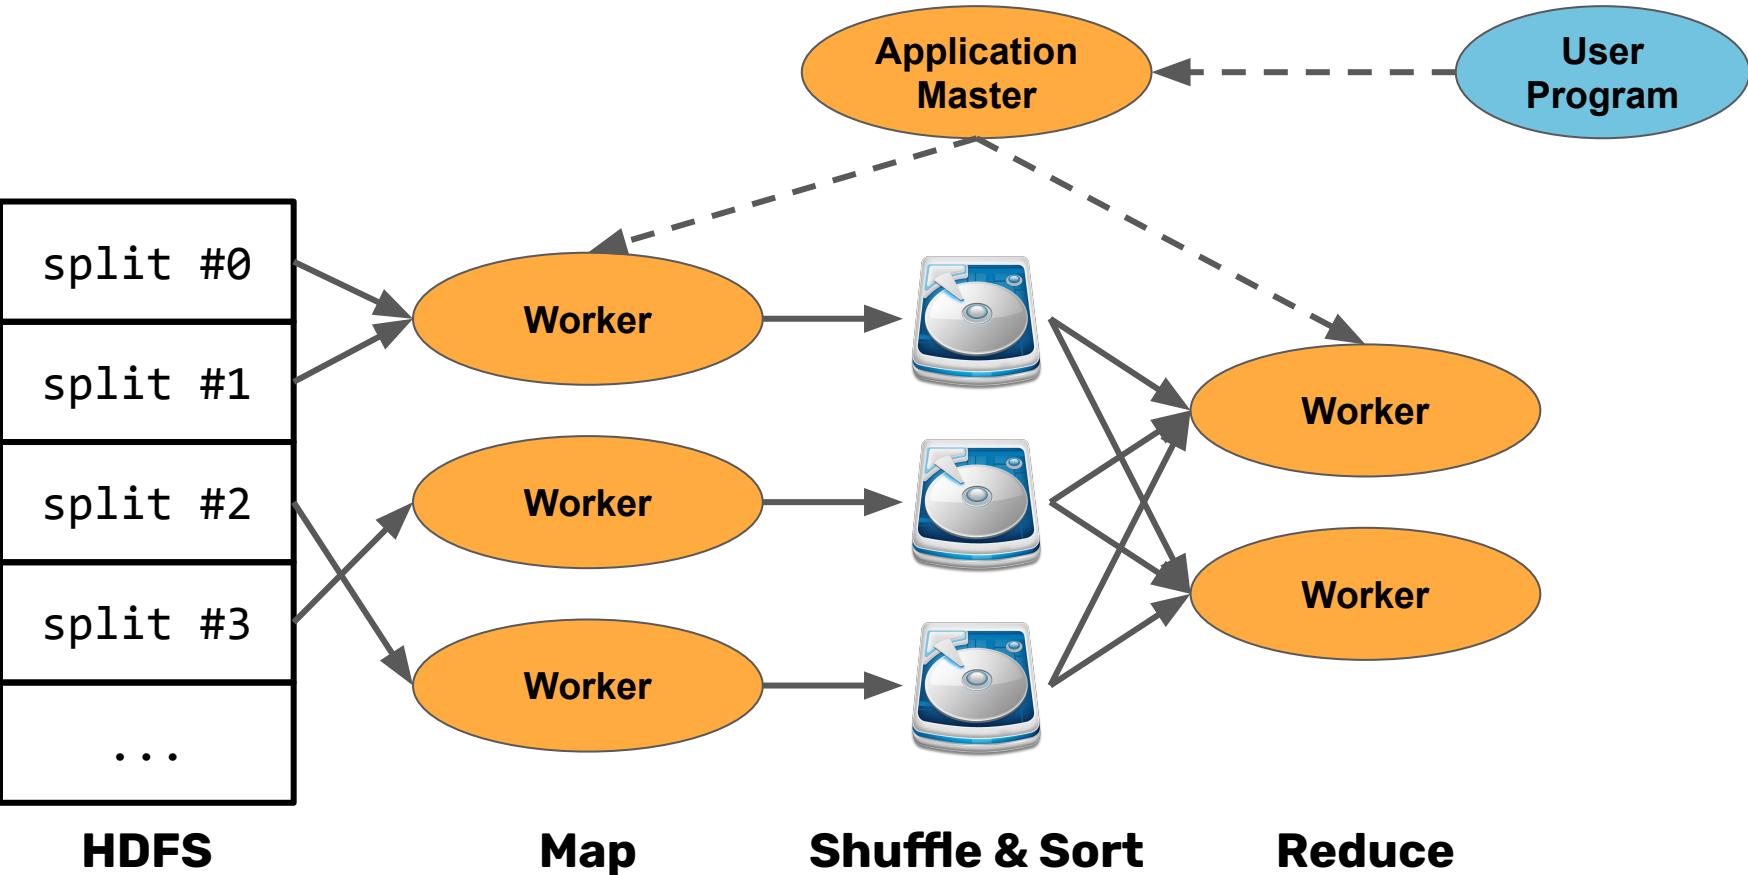 Application
Master
User
Program
split #0
split #1
split #2
split #3
...
Worker
Worker
Worker
Worker
Worker
HDFS
Map
Shuffle & Sort
Reduce